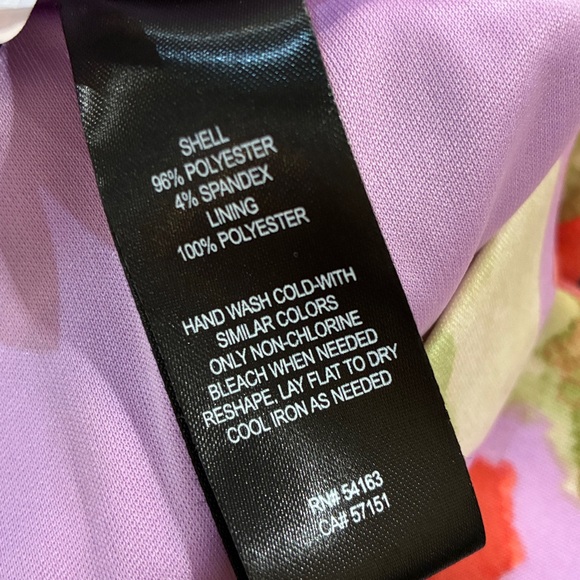 SHELL
96% POLYESTER
4% SPANDEX
LINING
100% POLYESTER
HAND WASH COLD-WITH
SIMILAR COLORS
ONLY NON-CHLORINE
BLEACH WHEN NEEDED
RESHAPE. LAY FLAT TO DRY
COOL IRON AS NEEDED
RN# 54163
CA# 57151